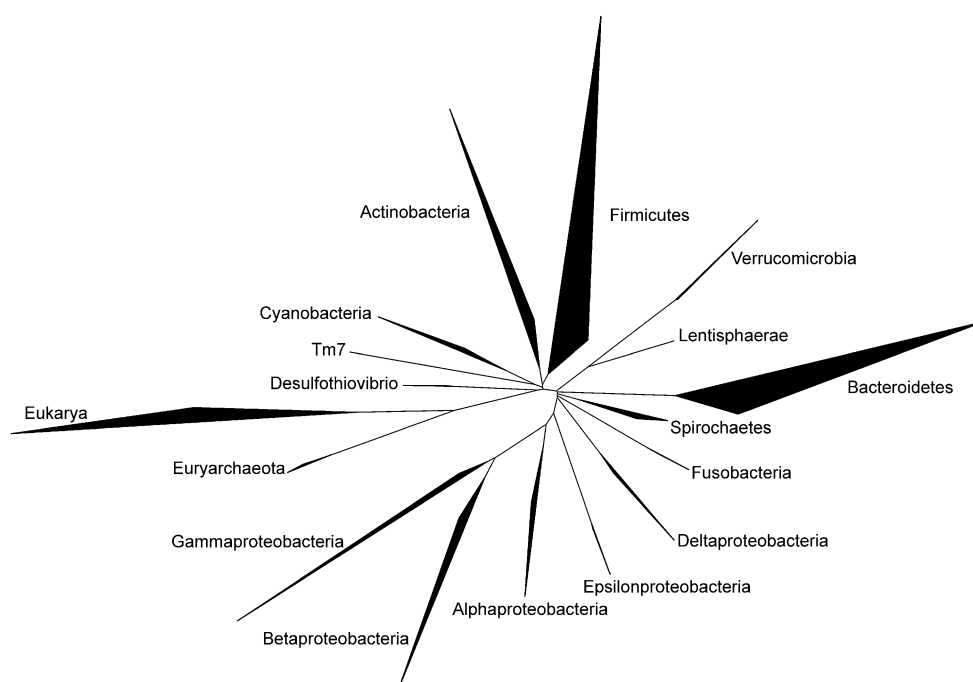 Actinobacteria
Firmicutes
Verrucomicrobia
Cyanobacteria
Lentisphaerae
Tm7
Desulfothiovibrio
Bacteroidetes
Eukarya
Spirochaetes
Euryarchaeota
Fusobacteria
Gammaproteobacteria
Deltaproteobacteria
Epsilonproteobacteria
Alphaproteobacteria
Betaproteobacteria